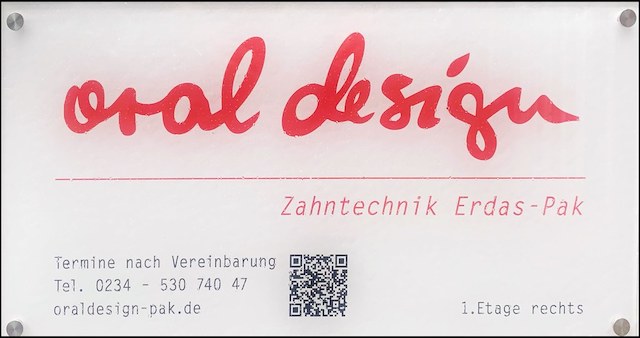 oral design
Zahntechnik Erdas-Pak
Termine nach Vereinbarung
Tel. 0234 - 530 740 47
oraldesign-pak.de
1.Etage rechts